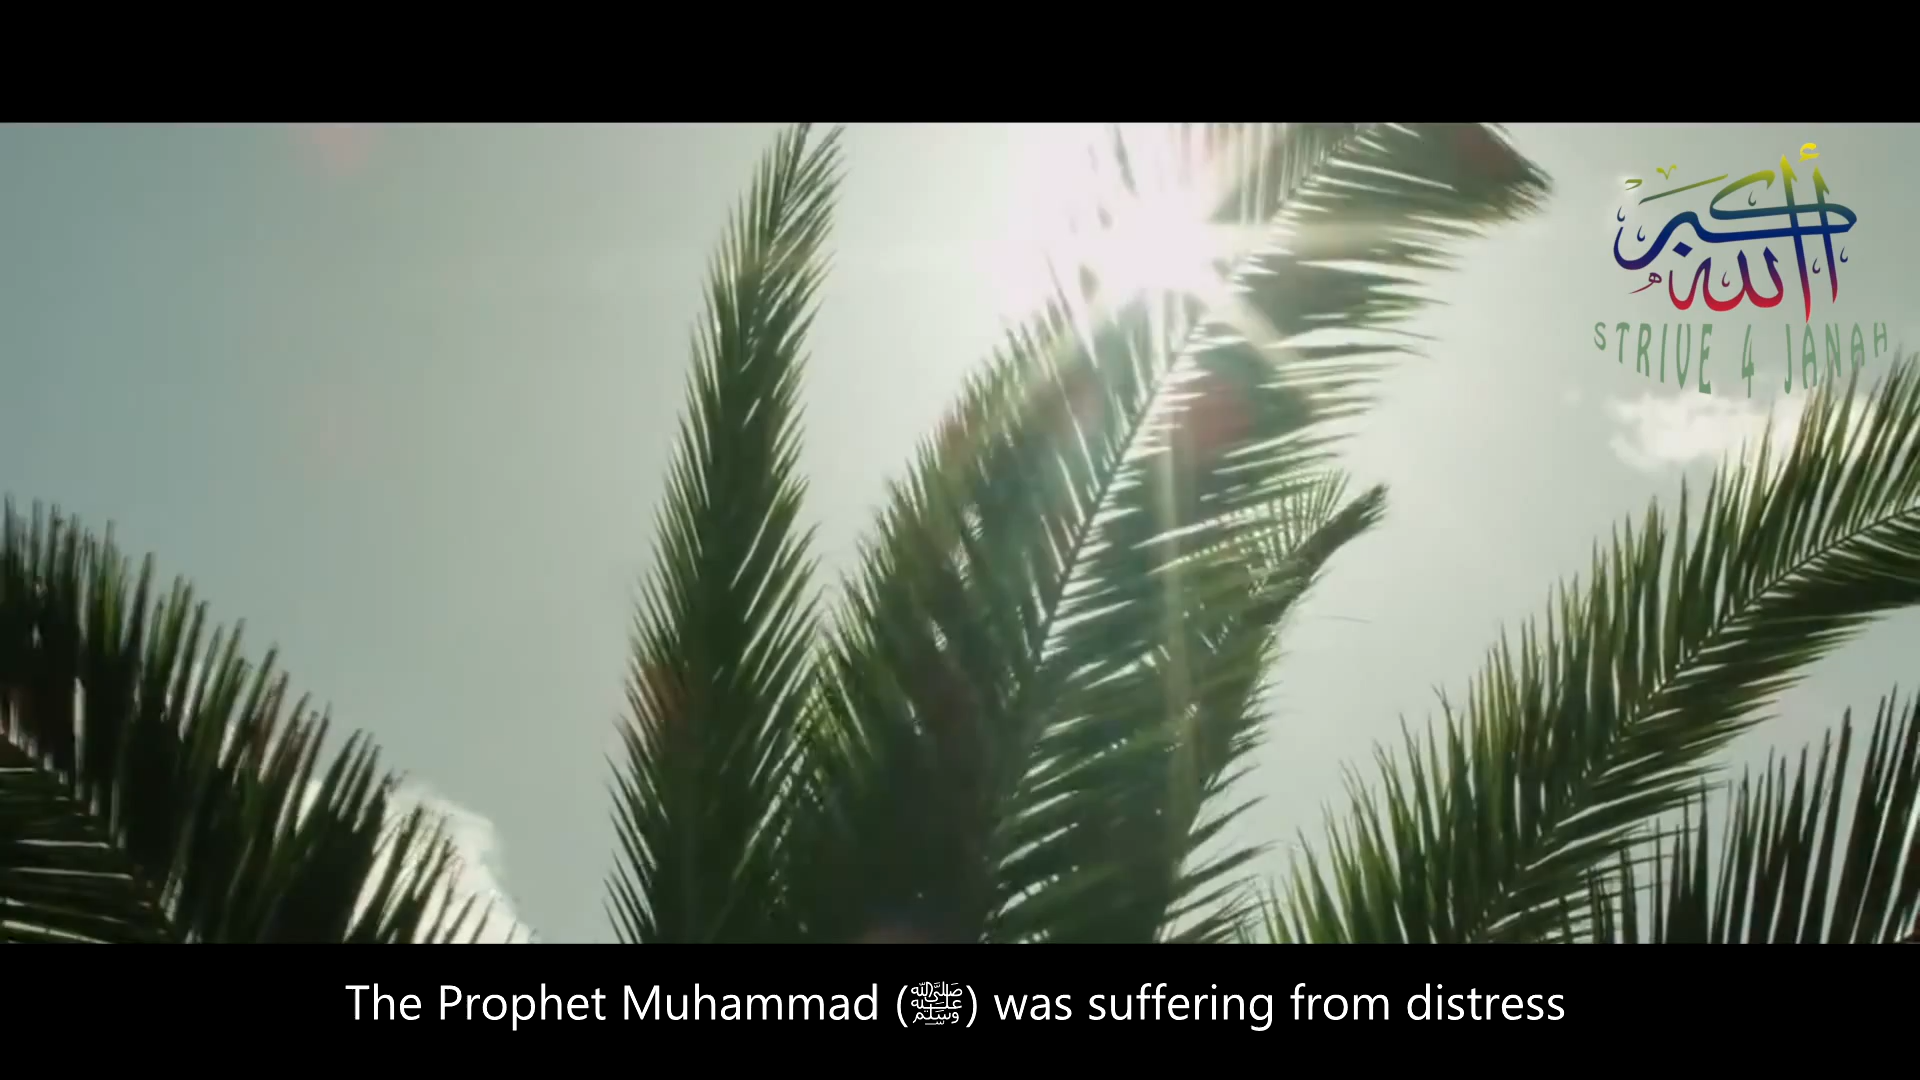 الله أكبر
STRIVE 4 JANAH
The Prophet Muhammad (ﷺ) was suffering from distress